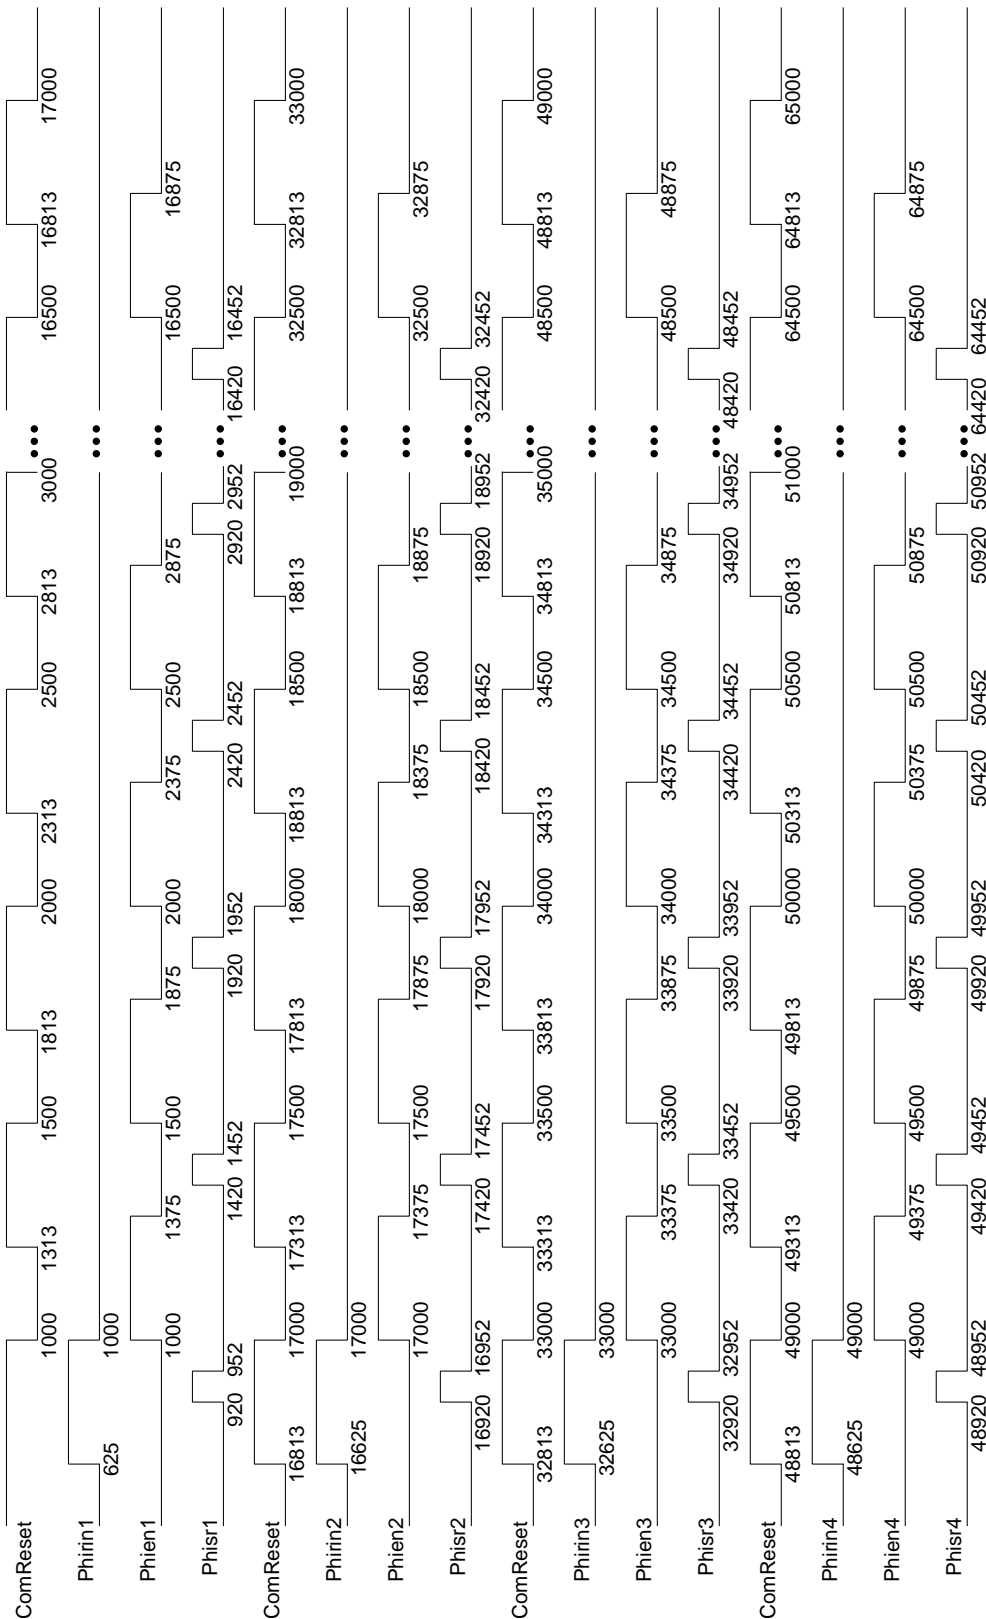 ComReset
1000 1313 1500 1813 2000 2313 2500 2813 3000 16500 16813 17000
Phirin1
625 1000
Phien1
1000 1375 1500 1875 2000 2375 2500 2875 16500 16875
Phisr1
920 952 1420 1452 1920 1952 2420 2452 2920 2952 16420 16452
ComReset
16813 17000 17313 17500 17813 18000 18813 18500 18813 19000 32500 32813 33000
Phirin2
16625 17000
Phien2
17000 17375 17500 17875 18000 18375 18500 18875 32500 32875
Phisr2
16920 16952 17420 17452 17920 17952 18420 18452 18920 18952 32420 32452
ComReset
32813 33000 33313 33500 33813 34000 34313 34500 34813 35000 48500 48813 49000
Phirin3
32625 33000
Phien3
33000 33375 33500 33875 34000 34375 34500 34875 48500 48875
Phisr3
32920 32952 33420 33452 33920 33952 34420 34452 34920 34952 48420 48452
ComReset
48813 49000 49313 49500 49813 50000 50313 50500 50813 51000 64500 64813 65000
Phirin4
48625 49000
Phien4
49000 49375 49500 49875 50000 50375 50500 50875 64500 64875
Phisr4
48920 48952 49420 49452 49920 49952 50420 50452 50920 50952 64420 64452